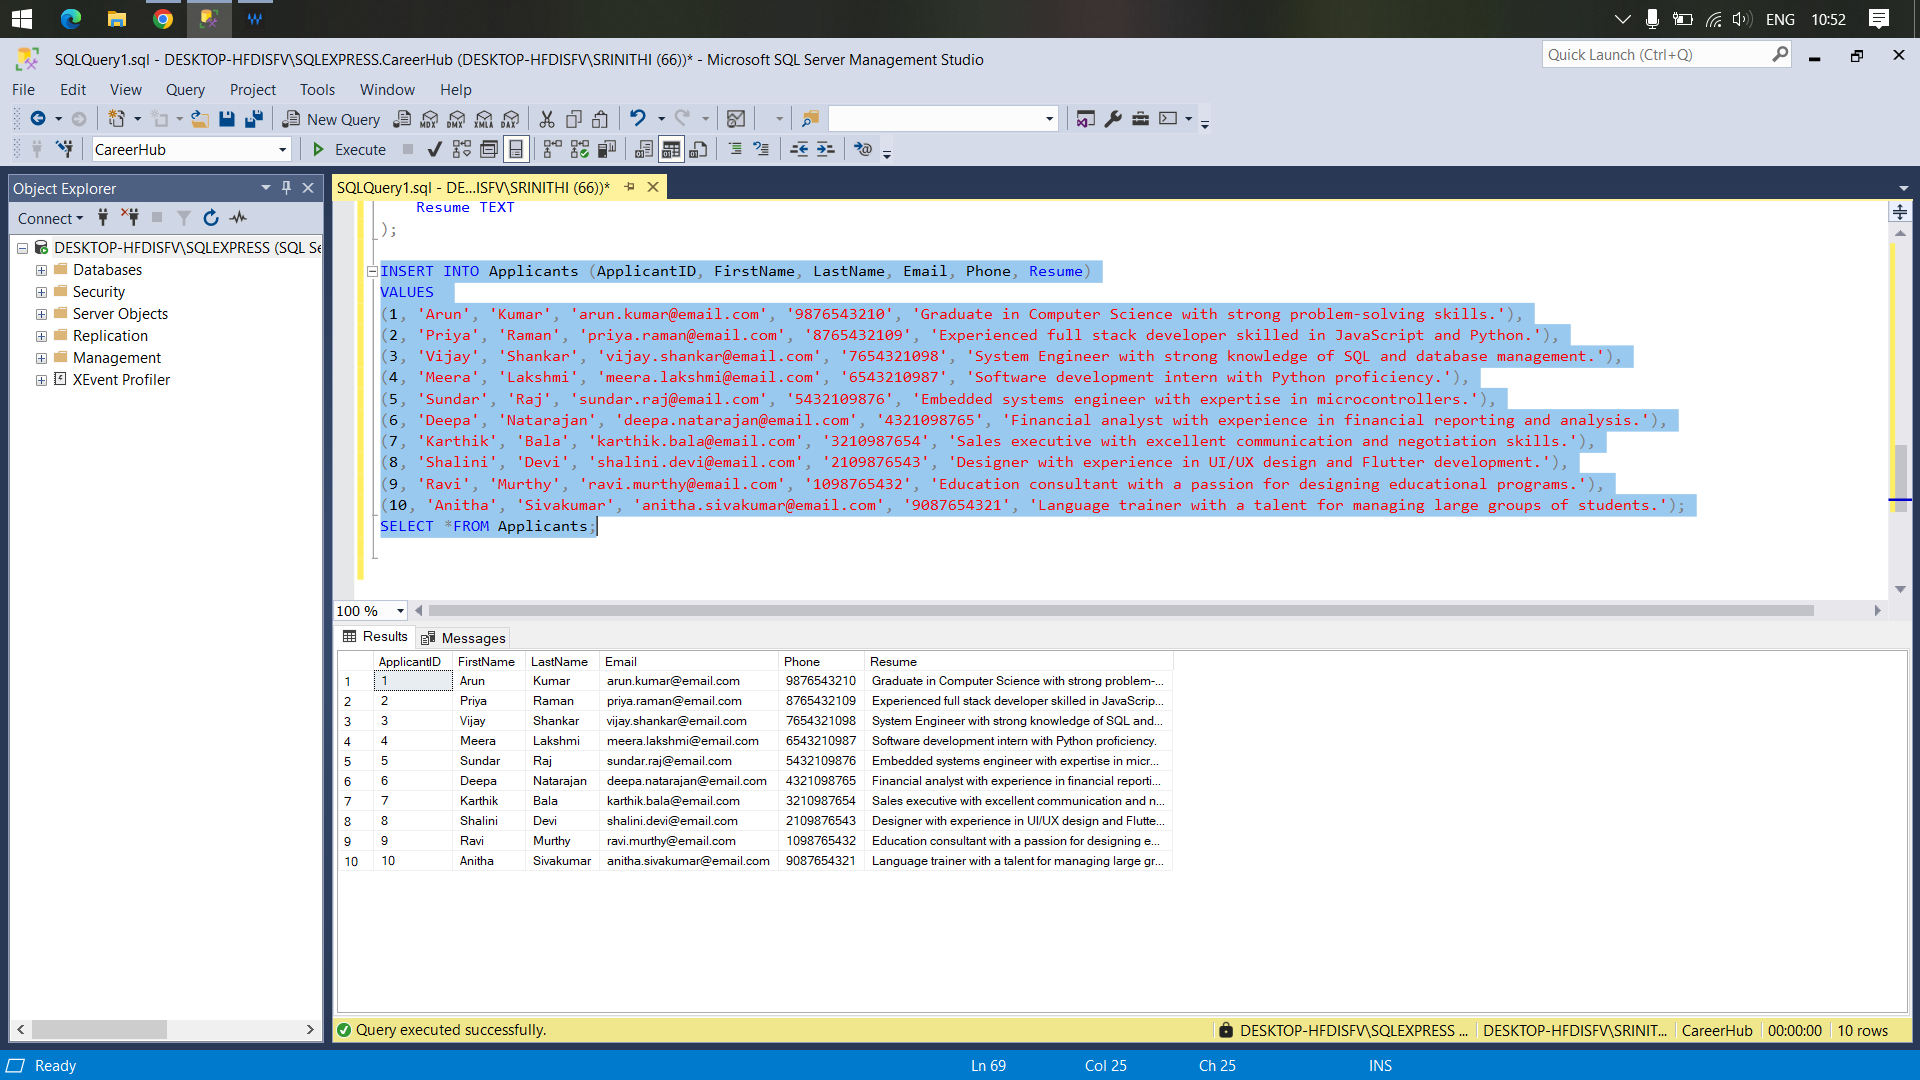 ENG 10:52
SQLQuery1.sql - DESKTOP-HFDISFV\SQLEXPRESS.CareerHub (DESKTOP-HFDISFV\SRINITHI (66))* - Microsoft SQL Server Management Studio
Quick Launch (Ctrl+Q)
File Edit View Query Project Tools Window Help
New Query MDX DMX XMLA DAX
CareerHub Execute
Object Explorer
SQLQuery1.sql - DE...ISFV\SRINITHI (66))*
Connect
DESKTOP-HFDISFV\SQLEXPRESS (SQL Se
Databases
Security
Server Objects
Replication
Management
XEvent Profiler
Resume TEXT
);
INSERT INTO Applicants (ApplicantID, FirstName, LastName, Email, Phone, Resume)
VALUES
(1, 'Arun', 'Kumar', 'arun.kumar@email.com', '9876543210', 'Graduate in Computer Science with strong problem-solving skills.'),
(2, 'Priya', 'Raman', 'priya.raman@email.com', '8765432109', 'Experienced full stack developer skilled in JavaScript and Python.'),
(3, 'Vijay', 'Shankar', 'vijay.shankar@email.com', '7654321098', 'System Engineer with strong knowledge of SQL and database management.'),
(4, 'Meera', 'Lakshmi', 'meera.lakshmi@email.com', '6543210987', 'Software development intern with Python proficiency.'),
(5, 'Sundar', 'Raj', 'sundar.raj@email.com', '5432109876', 'Embedded systems engineer with expertise in microcontrollers.'),
(6, 'Deepa', 'Natarajan', 'deepa.natarajan@email.com', '4321098765', 'Financial analyst with experience in financial reporting and analysis.'),
(7, 'Karthik', 'Bala', 'karthik.bala@email.com', '3210987654', 'Sales executive with excellent communication and negotiation skills.'),
(8, 'Shalini', 'Devi', 'shalini.devi@email.com', '2109876543', 'Designer with experience in UI/UX design and Flutter development.'),
(9, 'Ravi', 'Murthy', 'ravi.murthy@email.com', '1098765432', 'Education consultant with a passion for designing educational programs.'),
(10, 'Anitha', 'Sivakumar', 'anitha.sivakumar@email.com', '9087654321', 'Language trainer with a talent for managing large groups of students.');
SELECT *FROM Applicants;
100 %
Results Messages
ApplicantID FirstName LastName Email Phone Resume
1 1 Arun Kumar arun.kumar@email.com 9876543210 Graduate in Computer Science with strong problem-...
2 2 Priya Raman priya.raman@email.com 8765432109 Experienced full stack developer skilled in JavaScrip...
3 3 Vijay Shankar vijay.shankar@email.com 7654321098 System Engineer with strong knowledge of SQL and...
4 4 Meera Lakshmi meera.lakshmi@email.com 6543210987 Software development intern with Python proficiency.
5 5 Sundar Raj sundar.raj@email.com 5432109876 Embedded systems engineer with expertise in micr...
6 6 Deepa Natarajan deepa.natarajan@email.com 4321098765 Financial analyst with experience in financial reporti...
7 7 Karthik Bala karthik.bala@email.com 3210987654 Sales executive with excellent communication and n...
8 8 Shalini Devi shalini.devi@email.com 2109876543 Designer with experience in UI/UX design and Flutte...
9 9 Ravi Murthy ravi.murthy@email.com 1098765432 Education consultant with a passion for designing e...
10 10 Anitha Sivakumar anitha.sivakumar@email.com 9087654321 Language trainer with a talent for managing large gr...
Query executed successfully. DESKTOP-HFDISFV\SQLEXPRESS ... DESKTOP-HFDISFV\SRINIT... CareerHub 00:00:00 10 rows
Ready Ln 69 Col 25 Ch 25 INS